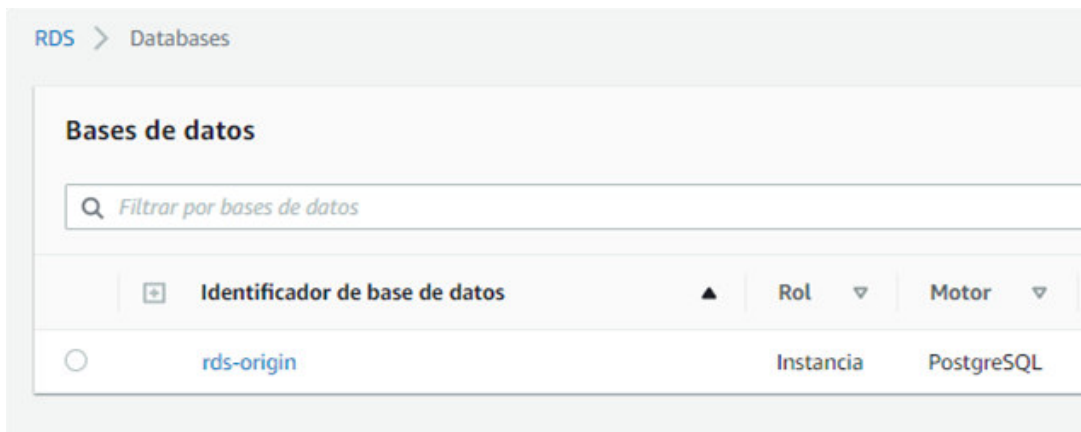 RDS > Databases
Bases de datos
Filtrar por bases de datos
Identificador de base de datos Rol Motor
rds-origin Instancia PostgreSQL